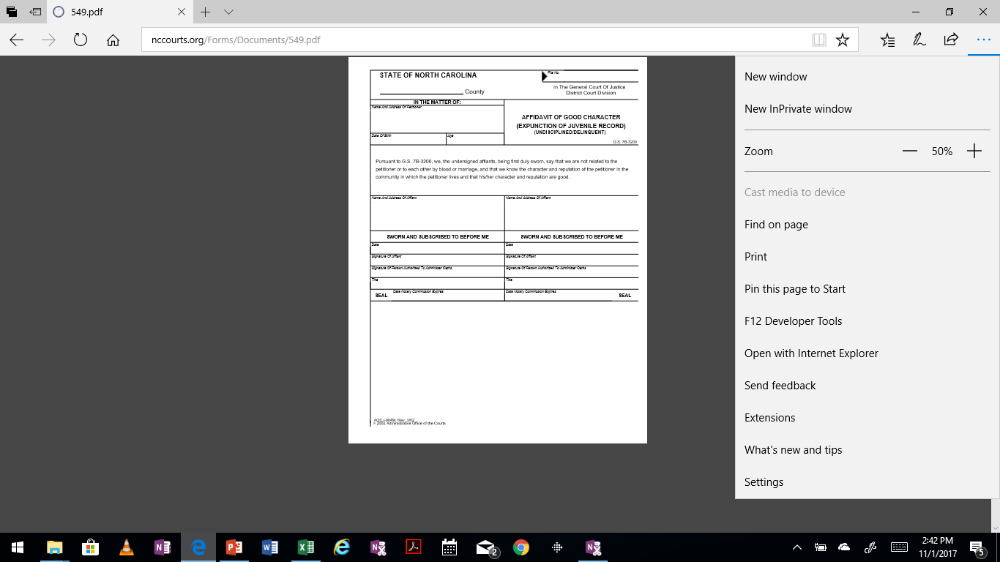 549.pdf
nccourts.org/Forms/Documents/549.pdf
STATE OF NORTH CAROLINA
File No.
County
In The General Court Of Justice
District Court Division
IN THE MATTER OF:
Name And Address Of Petitioner
AFFIDAVIT OF GOOD CHARACTER
(EXPUNCTION OF JUVENILE RECORD)
(UNDISCIPLINED/DELINQUENT)
Date Of Birth
Age
G.S. 7B-3200
Pursuant to G.S. 7B-3200, we, the undersigned affiants, being first duly sworn, say that we are not related to the
petitioner or to each other by blood or marriage, and that we know the character and reputation of the petitioner in the
community in which the petitioner lives and that his/her character and reputation are good.
Name And Address Of Affiant
Name And Address Of Affiant
SWORN AND SUBSCRIBED TO BEFORE ME
SWORN AND SUBSCRIBED TO BEFORE ME
Date
Date
Signature Of Affiant
Signature Of Affiant
Signature Of Person Authorized To Administer Oaths
Signature Of Person Authorized To Administer Oaths
Title
Title
SEAL
Date Notary Commission Expires
Date Notary Commission Expires
SEAL
AOC-J-904M, Rev. 3/02
© 2002 Administrative Office of the Courts
New window
New InPrivate window
Zoom
50%
Cast media to device
Find on page
Print
Pin this page to Start
F12 Developer Tools
Open with Internet Explorer
Send feedback
Extensions
What's new and tips
Settings
2
2:42 PM
11/1/2017
5